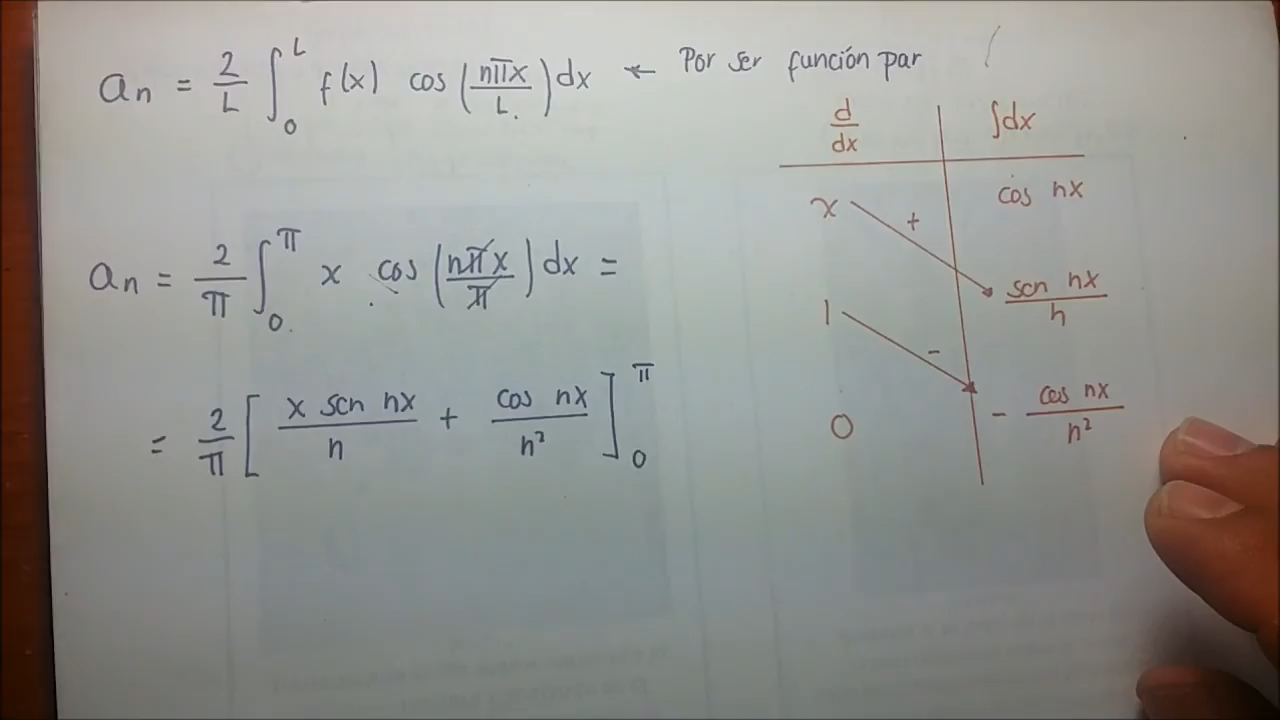 aₙ = 2/L ∫₀ᴸ f(x) cos (nπx/L) dx ← Por ser función par
d/dx | ∫dx
x + cos nx
aₙ = 2/π ∫₀^π x cos (nπx/π) dx =
1 - sen nx/n
= 2/π [ x sen nx/n + cos nx/n² ]₀^π
0 - cos nx/n²